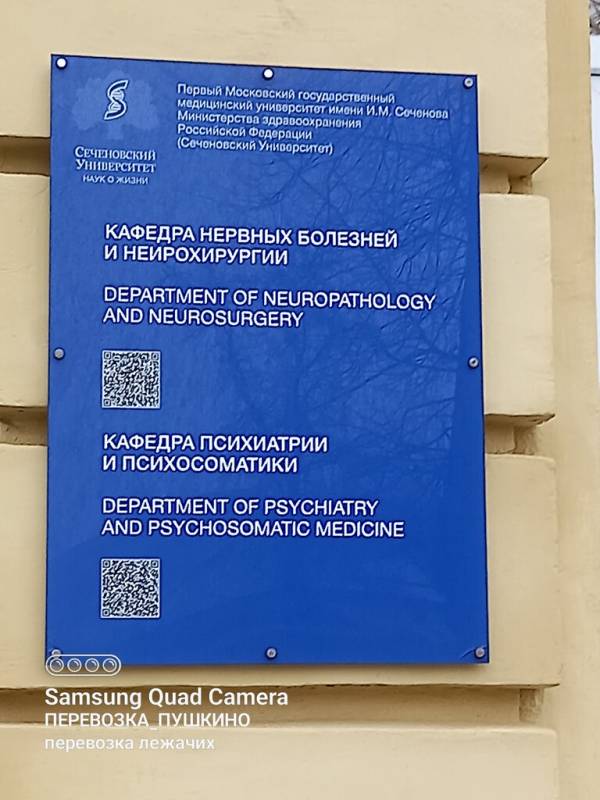 Первый Московский государственный
медицинский университет имени И.М. Сеченова
Министерства здравоохранения
Российской Федерации
(Сеченовский Университет)
Сеченовский
Университет
НАУК О ЖИЗНИ
КАФЕДРА НЕРВНЫХ БОЛЕЗНЕЙ
И НЕЙРОХИРУРГИИ
DEPARTMENT OF NEUROPATHOLOGY
AND NEUROSURGERY
КАФЕДРА ПСИХИАТРИИ
И ПСИХОСОМАТИКИ
DEPARTMENT OF PSYCHIATRY
AND PSYCHOSOMATIC MEDICINE
Samsung Quad Camera
ПЕРЕВОЗКА_ПУШКИНО
перевозка лежачих